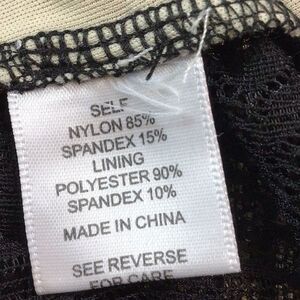 SELF
NYLON 85%
SPANDEX 15%
LINING
POLYESTER 90%
SPANDEX 10%
MADE IN CHINA
SEE REVERSE
FOR CARE